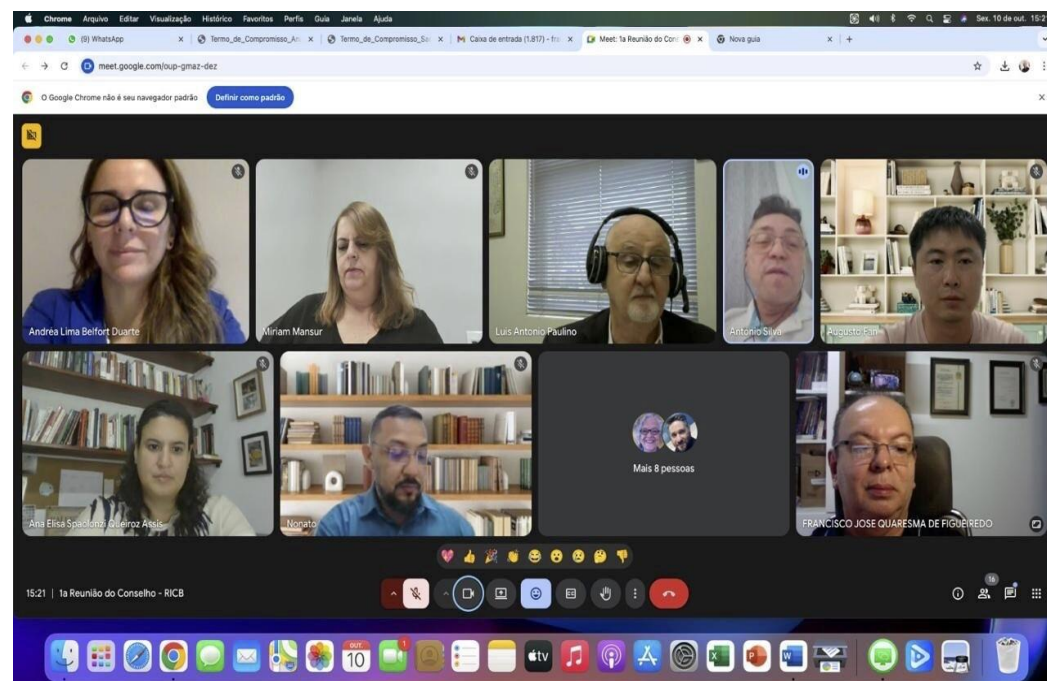 Chrome Arquivo Editar Visualização Histórico Favoritos Perfis Guia Janela Ajuda
Sex. 10 de out. 15:2
(9) WhatsApp
Termo_de_Compromisso_An
Termo_de_Compromisso_Sa
Caixa de entrada (1.817) - fra
Meet: 1a Reunião do Con
Nova guia
meet.google.com/oup-gmaz-dez
O Google Chrome não é seu navegador padrão
Definir como padrão
Andréa Lima Belfort Duarte
Miriam Mansur
Luis Antonio Paulino
Antonio Silva
Augusto Fan
Ana Elisa Spaolonzi Queiroz Assis
Nonato
Mais 8 pessoas
FRANCISCO JOSE QUARESMA DE FIGUEIREDO
15:21 | 1a Reunião do Conselho - RICB
16
OUT.
10
1
tv